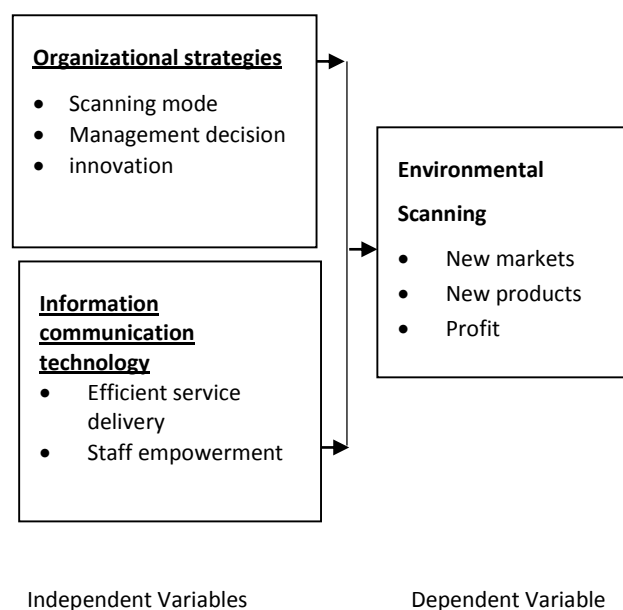 Organizational strategies
• Scanning mode
• Management decision
• innovation
Information
communication
technology
• Efficient service
delivery
• Staff empowerment
Environmental
Scanning
• New markets
• New products
• Profit
Independent Variables
Dependent Variable